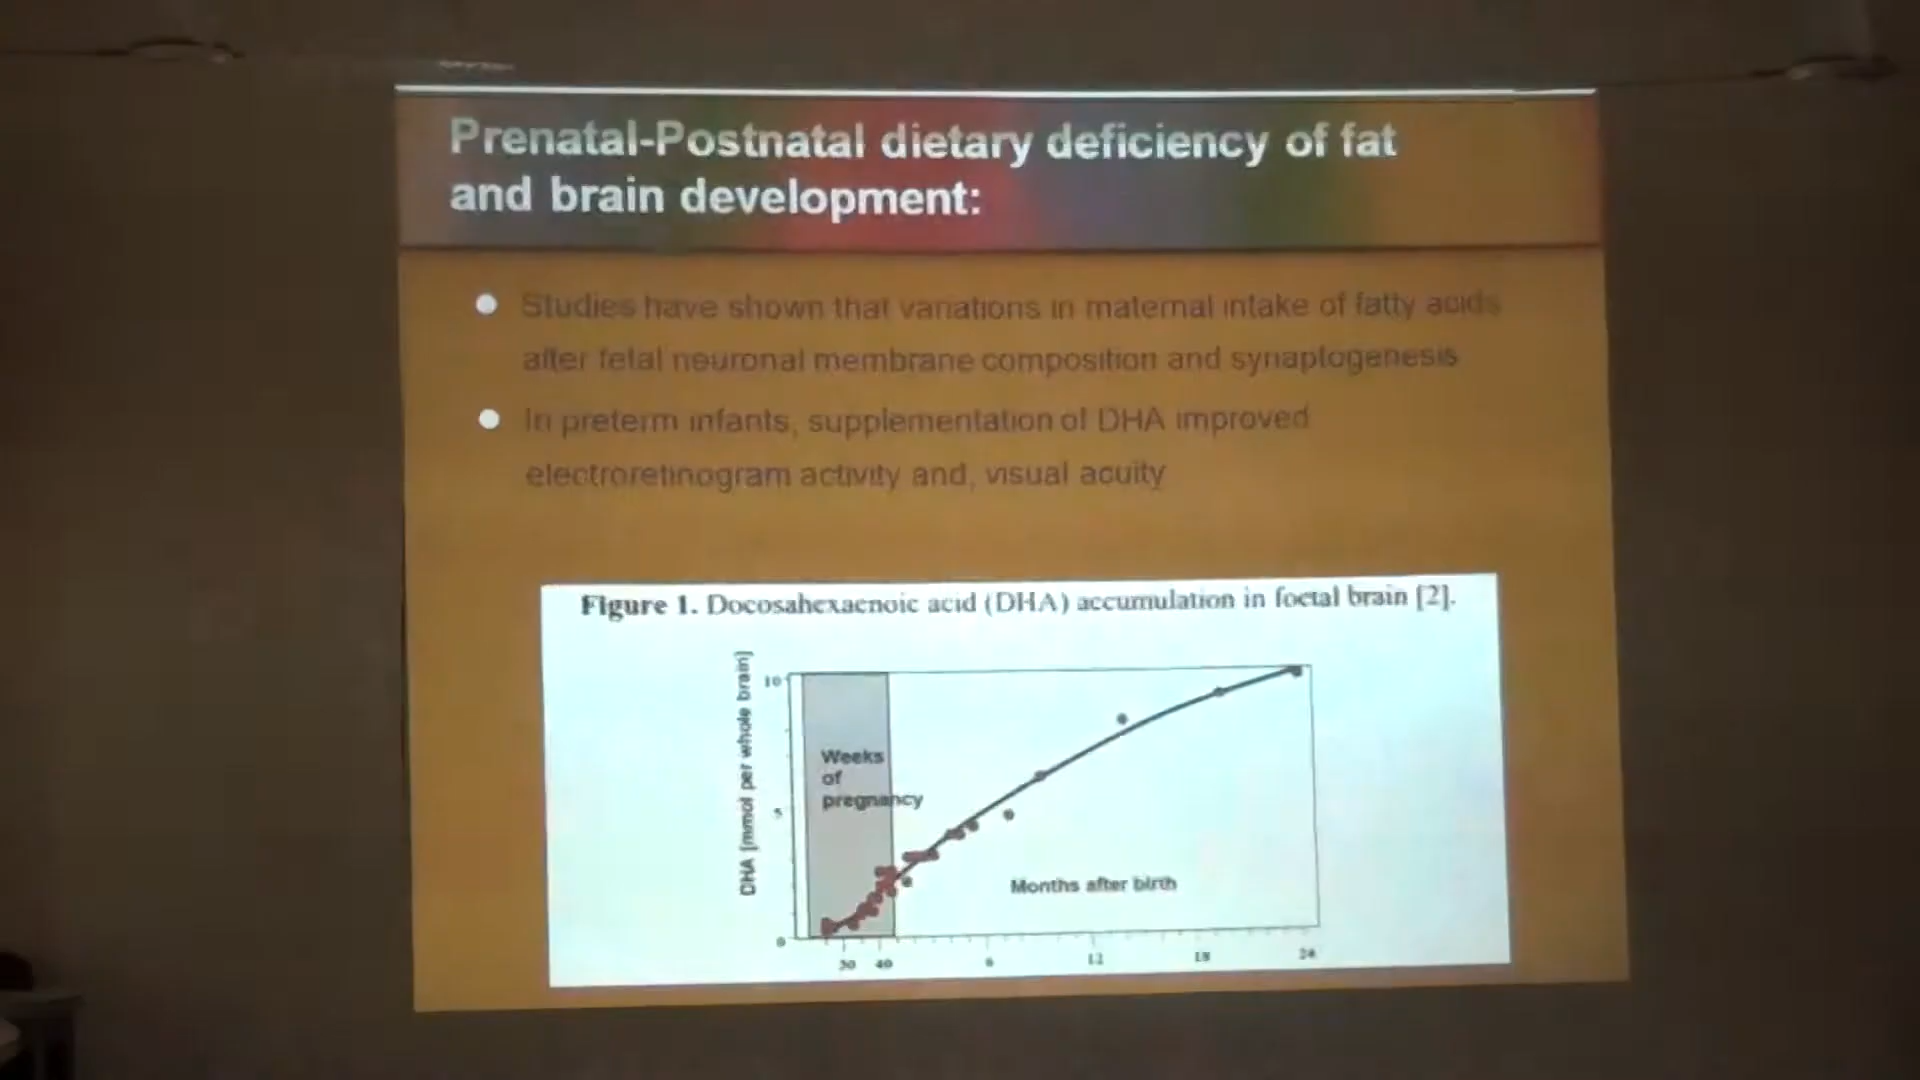 Prenatal-Postnatal dietary deficiency of fat
and brain development:
Studies have shown that variations in maternal intake of fatty acids
alter fetal neuronal membrane composition and synaptogenesis
In preterm infants, supplementation of DHA improved
electroretinogram activity and, visual acuity
Figure 1. Docosahexaenoic acid (DHA) accumulation in foetal brain [2].
DHA [mmol per whole brain]
10
5
0
Weeks
of
pregnancy
Months after birth
30 40 6 12 18 24